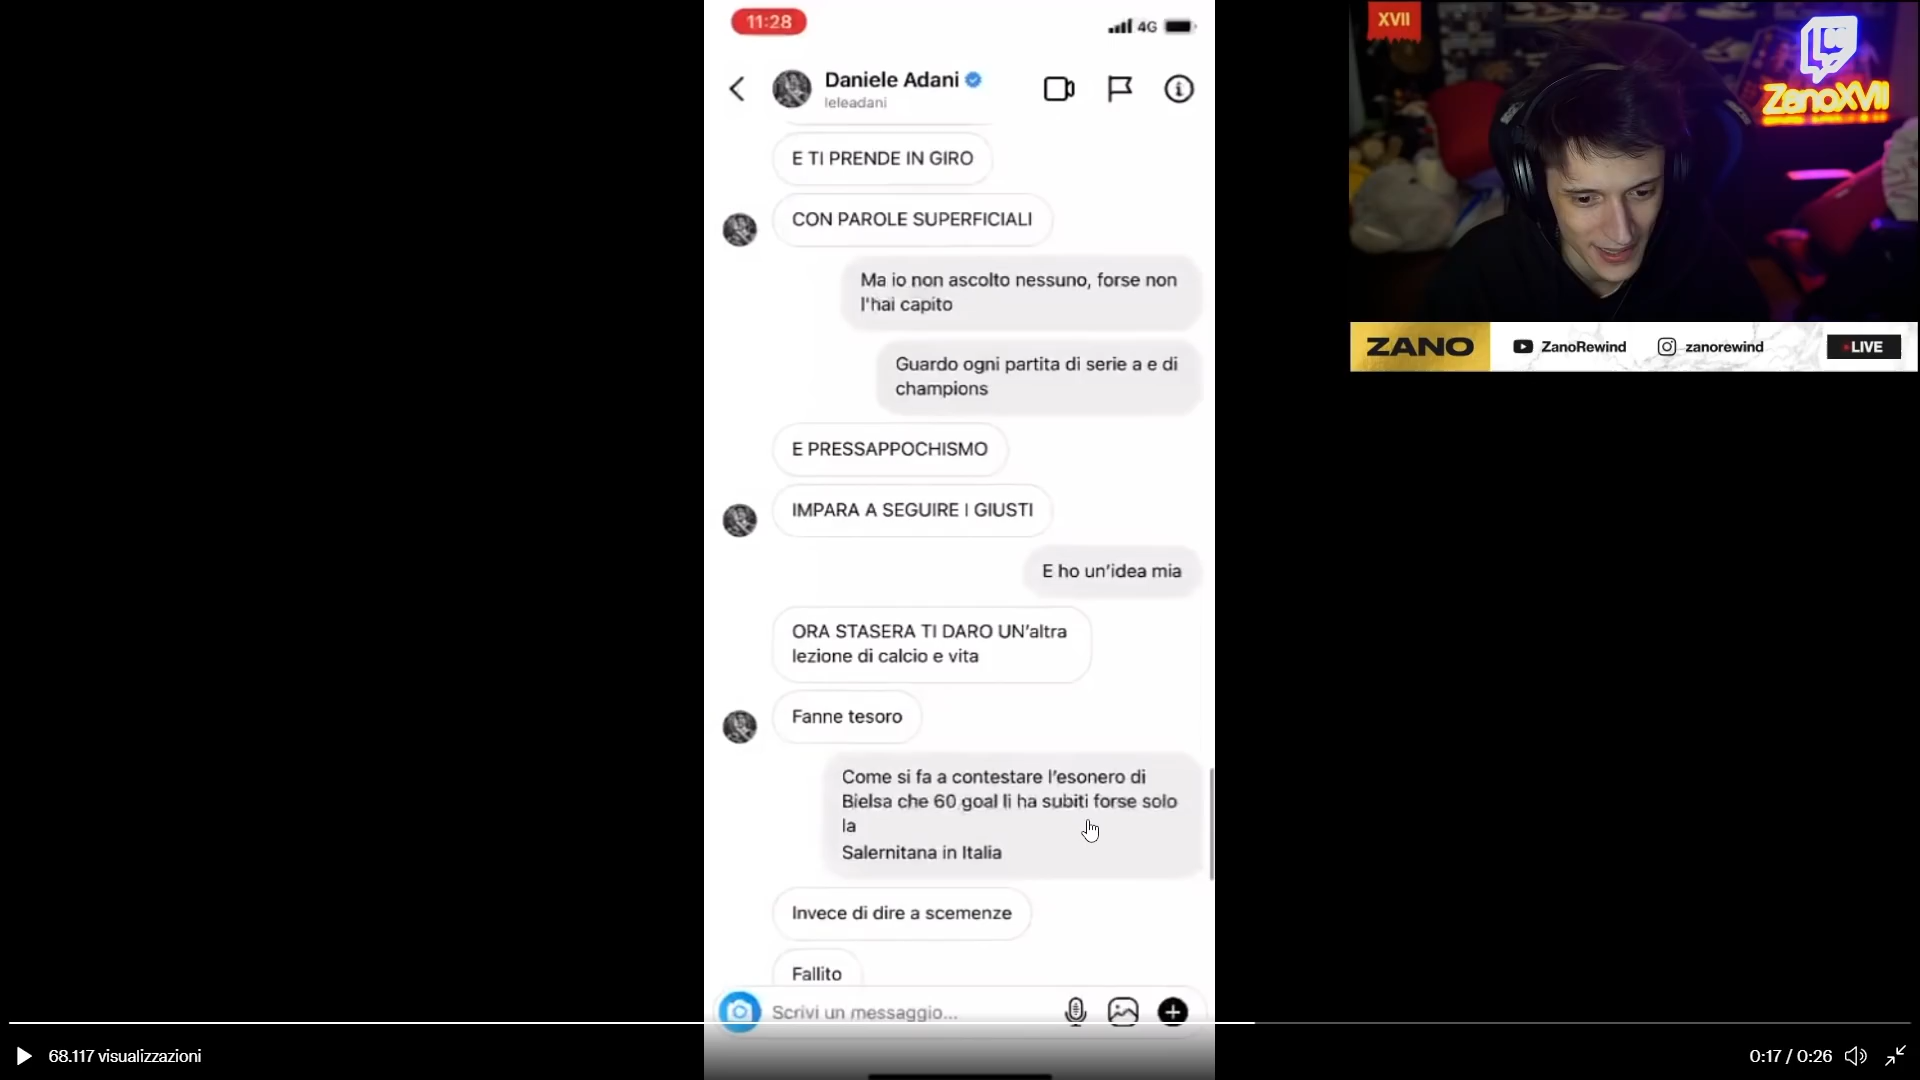 11:28
4G
Daniele Adani
leleadani
E TI PRENDE IN GIRO
CON PAROLE SUPERFICIALI
Ma io non ascolto nessuno, forse non
l'hai capito
Guardo ogni partita di serie a e di
champions
E PRESSAPPOCHISMO
IMPARA A SEGUIRE I GIUSTI
E ho un'idea mia
ORA STASERA TI DARO UN'altra
lezione di calcio e vita
Fanne tesoro
Come si fa a contestare l'esonero di
Bielsa che 60 goal li ha subiti forse solo
la
Salernitana in Italia
Invece di dire a scemenze
Fallito
Scrivi un messaggio...
XVII
ZanoXVII
ZANO
ZanoRewind
zanorewind
LIVE
68.117 visualizzazioni
0:17 / 0:26